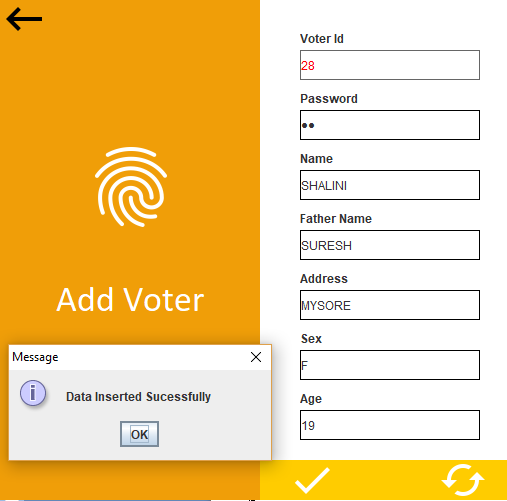 Add Voter
Message
Data Inserted Sucessfully
OK
Voter Id
28
Password
●●
Name
SHALINI
Father Name
SURESH
Address
MYSORE
Sex
F
Age
19